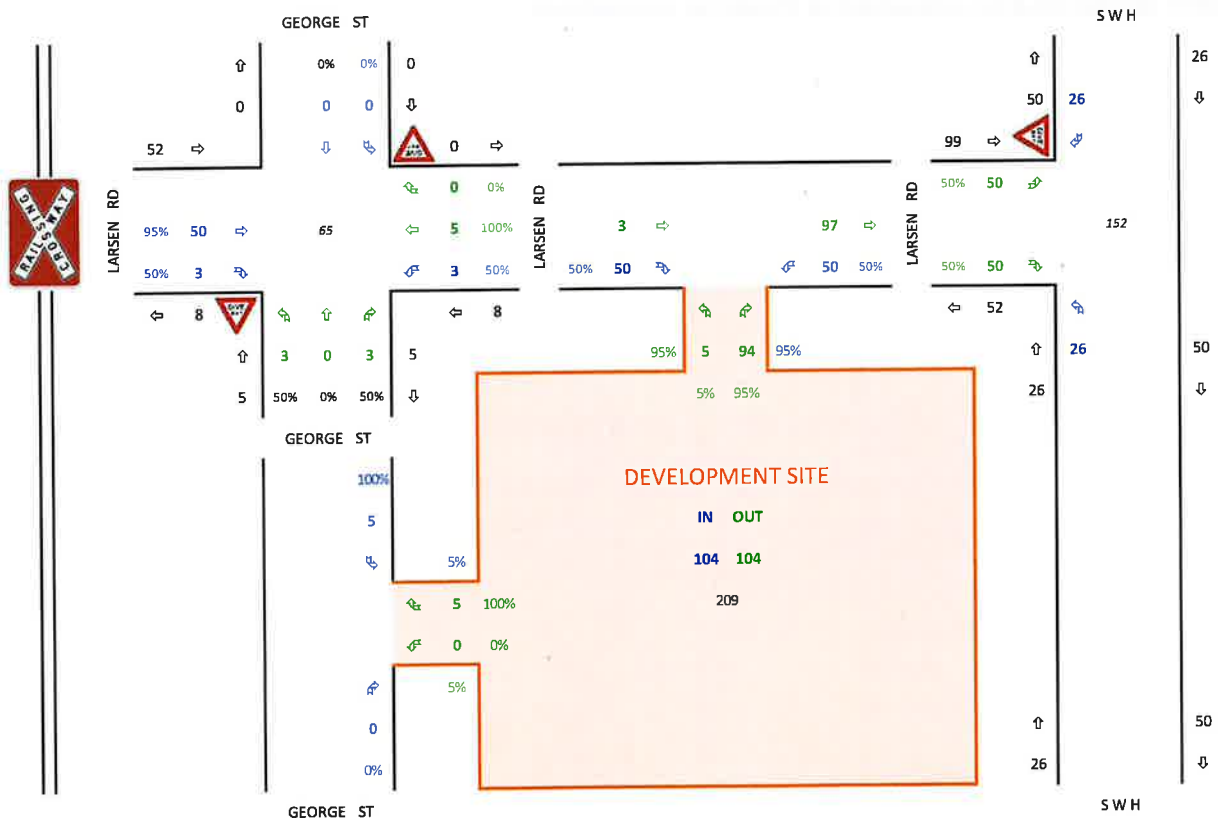 GEORGE ST
S W H
0% 0% 0
26
0 0 0
50 26
52 0
99
0 0%
50% 50
RAILWAY CROSSING
LARSEN RD
95% 50
65
5 100%
LARSEN RD
3
97
LARSEN RD
152
50% 3
3 50%
50% 50
50 50%
50% 50
8
GIVE WAY
8
52
3 0 3
5
95% 5 94 95%
26
50
5 50% 0% 50%
5% 95%
26
GEORGE ST
100%
DEVELOPMENT SITE
5
IN OUT
5%
104 104
5 100%
209
0 0%
5%
0
50
0%
26
GEORGE ST
S W H